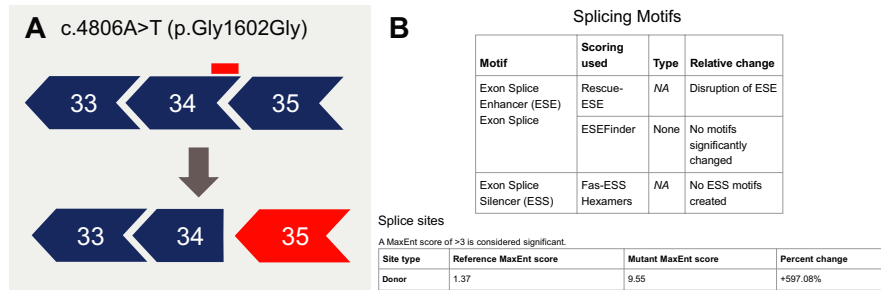 A c.4806A>T (p.Gly1602Gly)
33 34 35
33 34 35
B
Splicing Motifs
Motif Scoring used Type Relative change
Exon Splice Enhancer (ESE) Exon Splice Rescue-ESE NA Disruption of ESE
ESEFinder None No motifs significantly changed
Exon Splice Silencer (ESS) Fas-ESS Hexamers NA No ESS motifs created
Splice sites
A MaxEnt score of >3 is considered significant.
Site type Reference MaxEnt score Mutant MaxEnt score Percent change
Donor 1.37 9.55 +597.08%